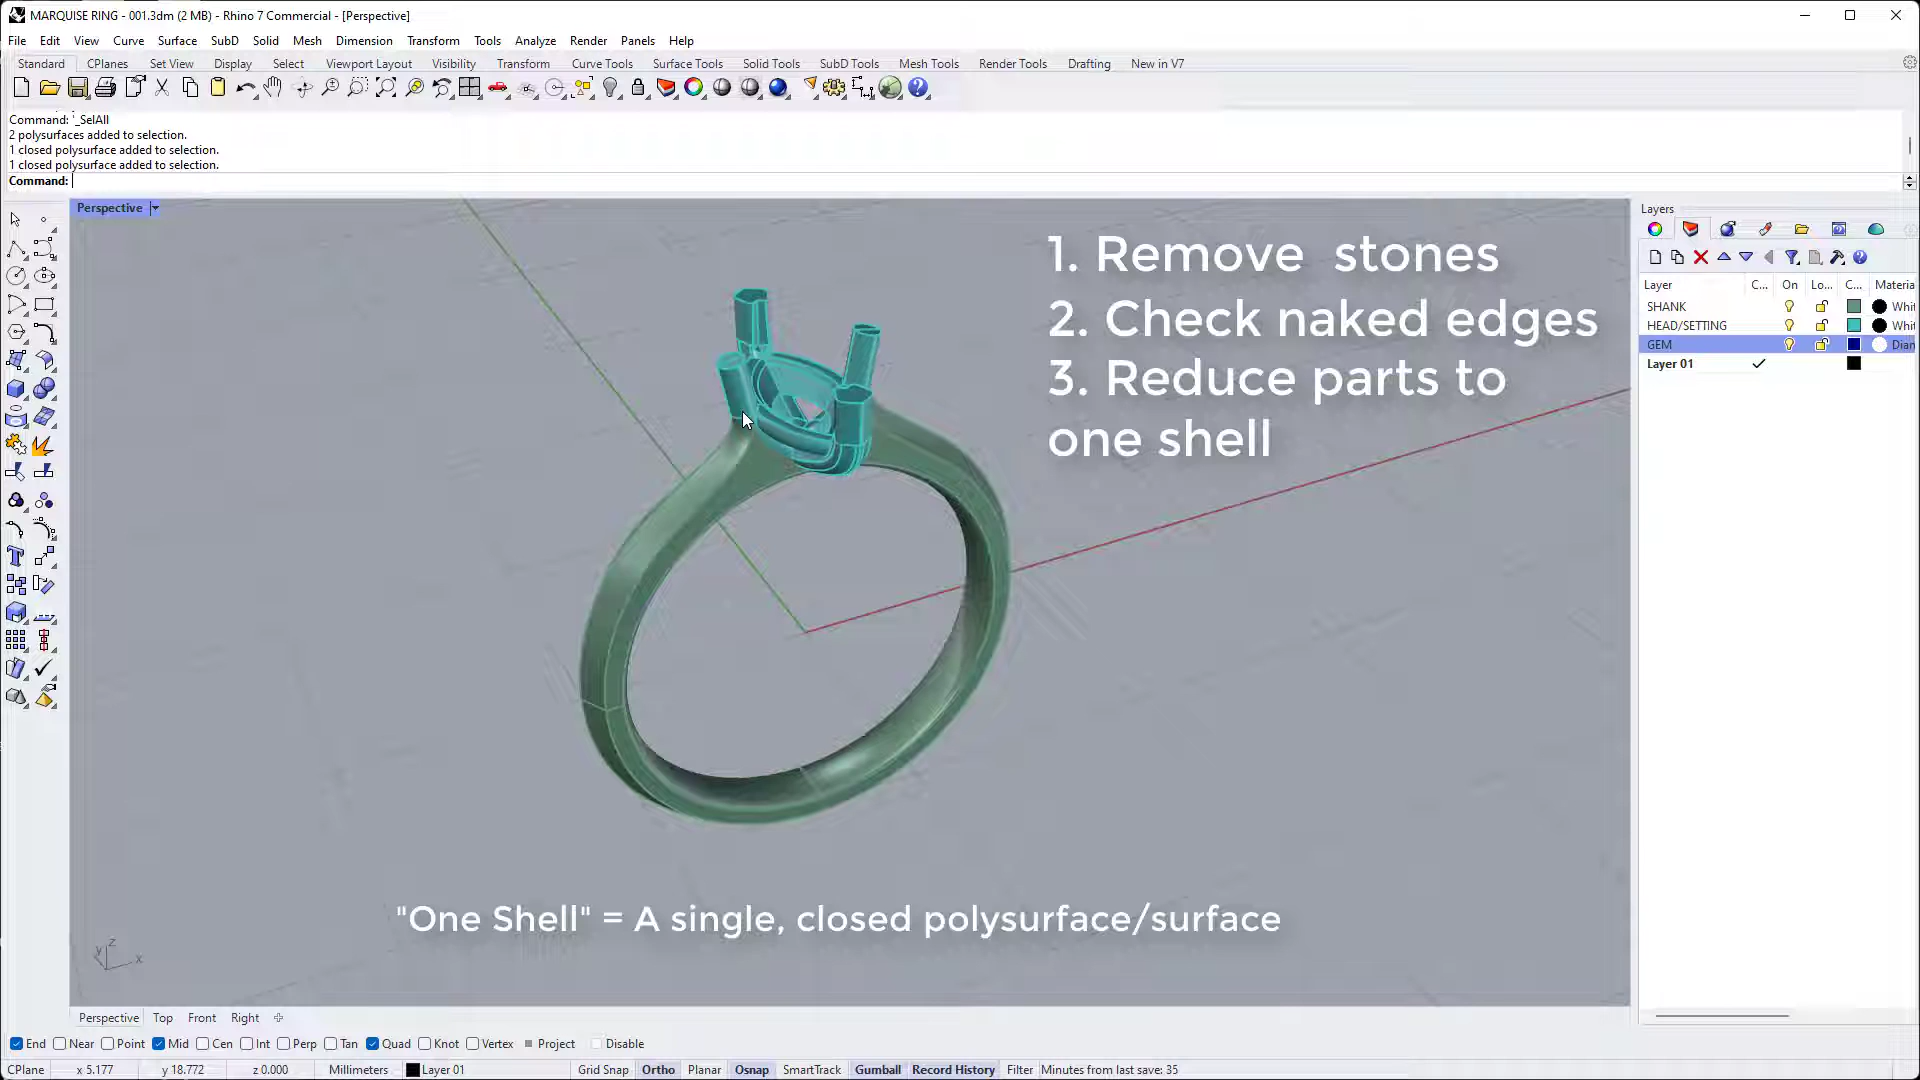 MARQUISE RING - 001.3dm (2 MB) - Rhino 7 Commercial - [Perspective]
File Edit View Curve Surface SubD Solid Mesh Dimension Transform Tools Analyze Render Panels Help
Standard CPlanes Set View Display Select Viewport Layout Visibility Transform Curve Tools Surface Tools Solid Tools SubD Tools Mesh Tools Render Tools Drafting New in V7
Command: '_SelAll
2 polysurfaces added to selection.
1 closed polysurface added to selection.
1 closed polysurface added to selection.
Command:
Perspective
1. Remove stones
2. Check naked edges
3. Reduce parts to
one shell
"One Shell" = A single, closed polysurface/surface
z
y
x
Layers
Layer C... On Lo... C... Materia
SHANK Whit
HEAD/SETTING Whit
GEM Dian
Layer 01
Perspective Top Front Right
End Near Point Mid Cen Int Perp Tan Quad Knot Vertex Project Disable
CPlane x 5.177 y 18.772 z 0.000 Millimeters Layer 01 Grid Snap Ortho Planar Osnap SmartTrack Gumball Record History Filter Minutes from last save: 35